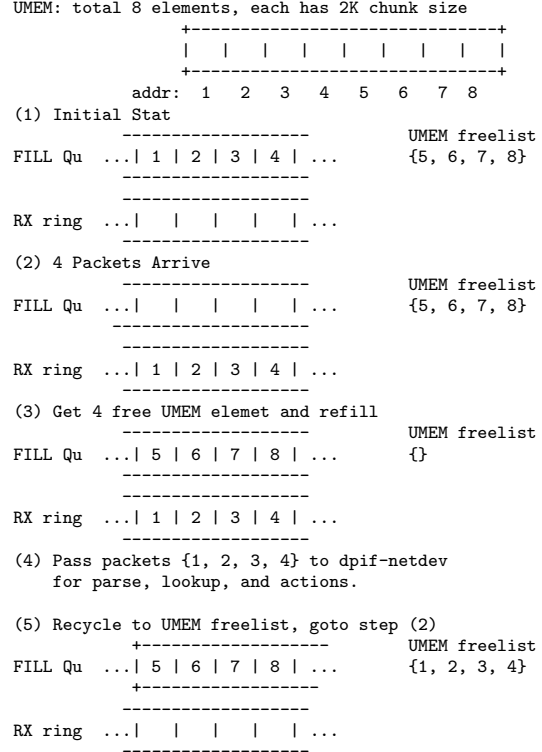 UMEM: total 8 elements, each has 2K chunk size
+-------------------------------+
| | | | | | | | |
+-------------------------------+
addr: 1 2 3 4 5 6 7 8
(1) Initial Stat
------------------- UMEM freelist
FILL Qu ...| 1 | 2 | 3 | 4 | ... {5, 6, 7, 8}
-------------------
-------------------
RX ring ...| | | | | ...
-------------------
(2) 4 Packets Arrive
------------------- UMEM freelist
FILL Qu ...| | | | | ... {5, 6, 7, 8}
--------------------
-------------------
RX ring ...| 1 | 2 | 3 | 4 | ...
-------------------
(3) Get 4 free UMEM elemet and refill
------------------- UMEM freelist
FILL Qu ...| 5 | 6 | 7 | 8 | ... {}
-------------------
-------------------
RX ring ...| 1 | 2 | 3 | 4 | ...
-------------------
(4) Pass packets {1, 2, 3, 4} to dpif-netdev
for parse, lookup, and actions.
(5) Recycle to UMEM freelist, goto step (2)
+------------------- UMEM freelist
FILL Qu ...| 5 | 6 | 7 | 8 | ... {1, 2, 3, 4}
+------------------
-------------------
RX ring ...| | | | | ...
-------------------